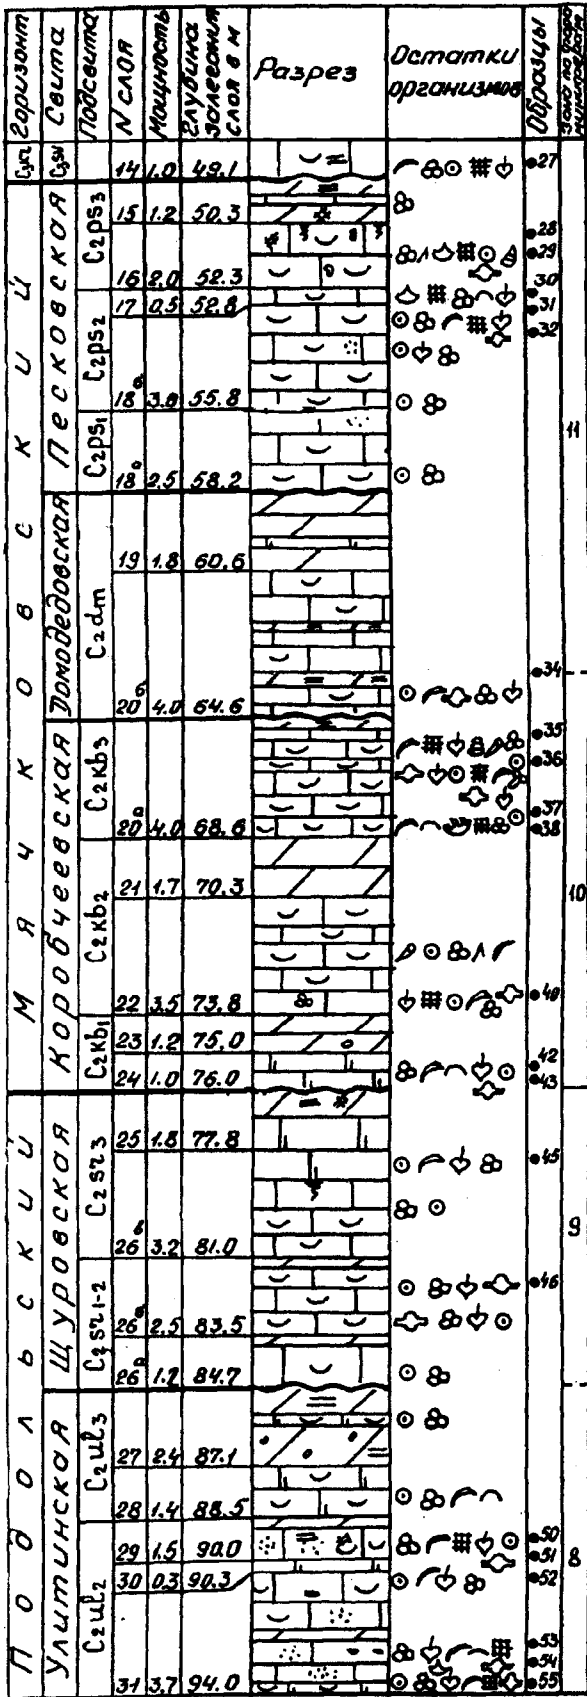 Горизонт
Свита
Подсвита
N слоя
Мощность
Глубина залегания слоя в м
Разрез
Остатки организмов
Образцы
Мячковский
Подольский
Песковская
Домодедовская
Коробчеевская
Щуровская
Улитинская
C2ps3
C2ps2
C2ps1
C2dm
C2kb3
C2kb2
C2kb1
C2sr3
C2sr1-2
C2ul3
C2ul2
14 1.0 49.1
15 1.2 50.3
16 2.0 52.3
17 0.5 52.8
18б 3.0 55.8
18а 2.5 58.2
19 1.8 60.6
20б 4.0 64.6
20а 4.0 68.6
21 1.7 70.3
22 3.5 73.8
23 1.2 75.0
24 1.0 76.0
25 1.8 77.8
26в 3.2 81.0
26б 2.5 83.5
26а 1.2 84.7
27 2.4 87.1
28 1.4 88.5
29 1.5 90.0
30 0.3 90.3
31 3.7 94.0
27
28
29
30
31
32
34
35
36
37
38
40
42
43
45
46
50
51
52
53
54
55
11
10
9
8